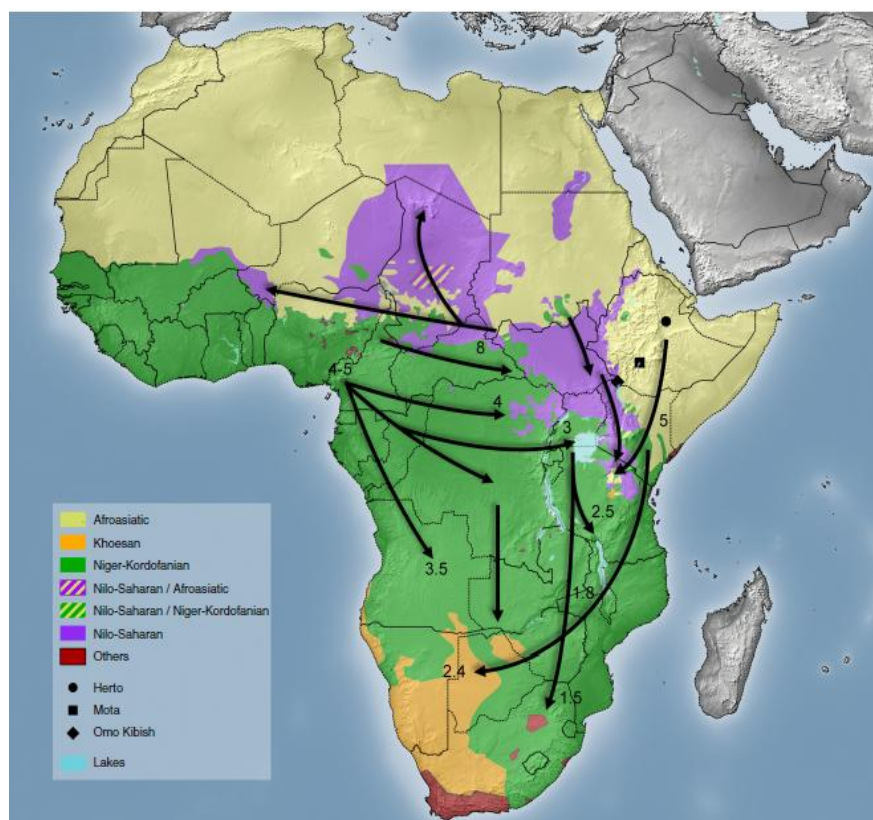 8
4-5
4
3
5
2.5
3.5
1.8
2.4
1.5
Afroasiatic
Khoesan
Niger-Kordofanian
Nilo-Saharan / Afroasiatic
Nilo-Saharan / Niger-Kordofanian
Nilo-Saharan
Others
Herto
Mota
Omo Kibish
Lakes